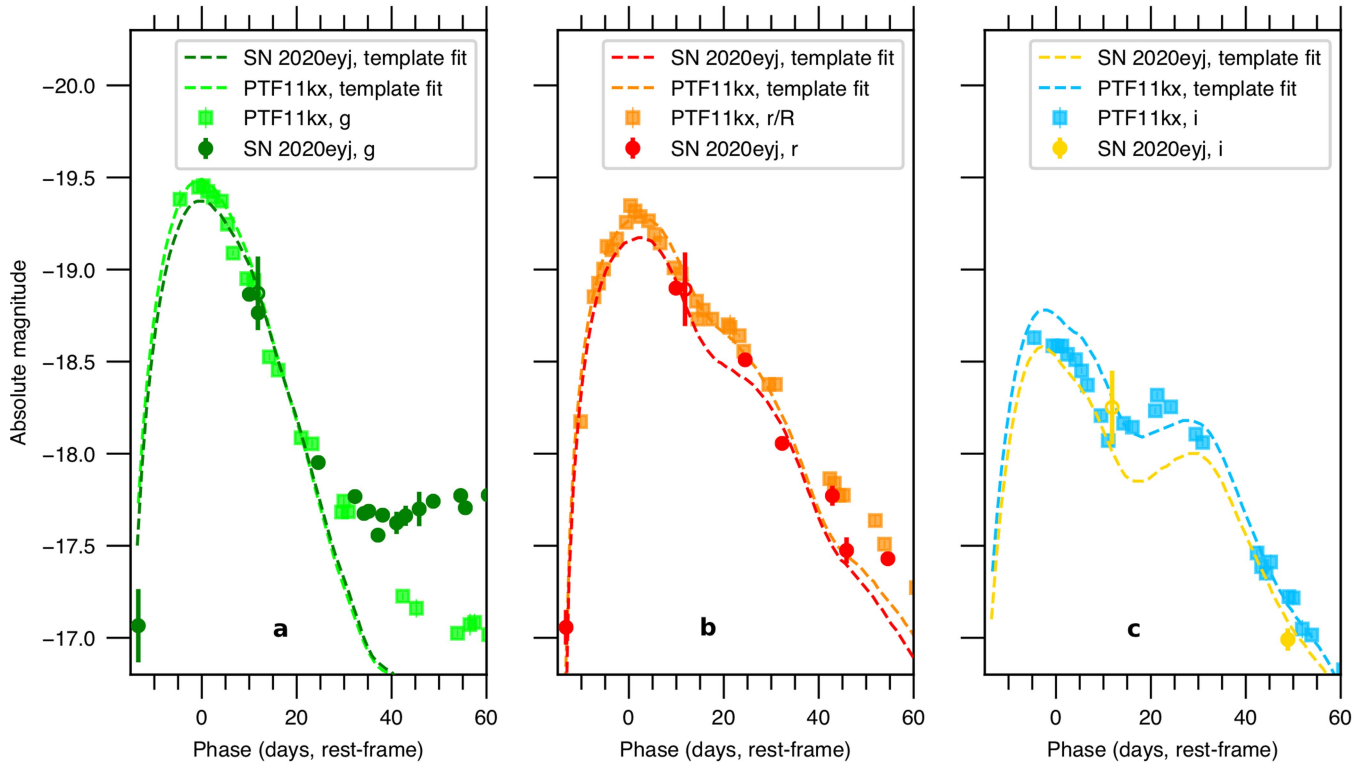 SN 2020eyj, template fit
PTF11kx, template fit
PTF11kx, g
SN 2020eyj, g
SN 2020eyj, template fit
PTF11kx, template fit
PTF11kx, r/R
SN 2020eyj, r
SN 2020eyj, template fit
PTF11kx, template fit
PTF11kx, i
SN 2020eyj, i
Absolute magnitude
−20.0
−19.5
−19.0
−18.5
−18.0
−17.5
−17.0
a
b
c
0 20 40 60
0 20 40 60
0 20 40 60
Phase (days, rest-frame)
Phase (days, rest-frame)
Phase (days, rest-frame)